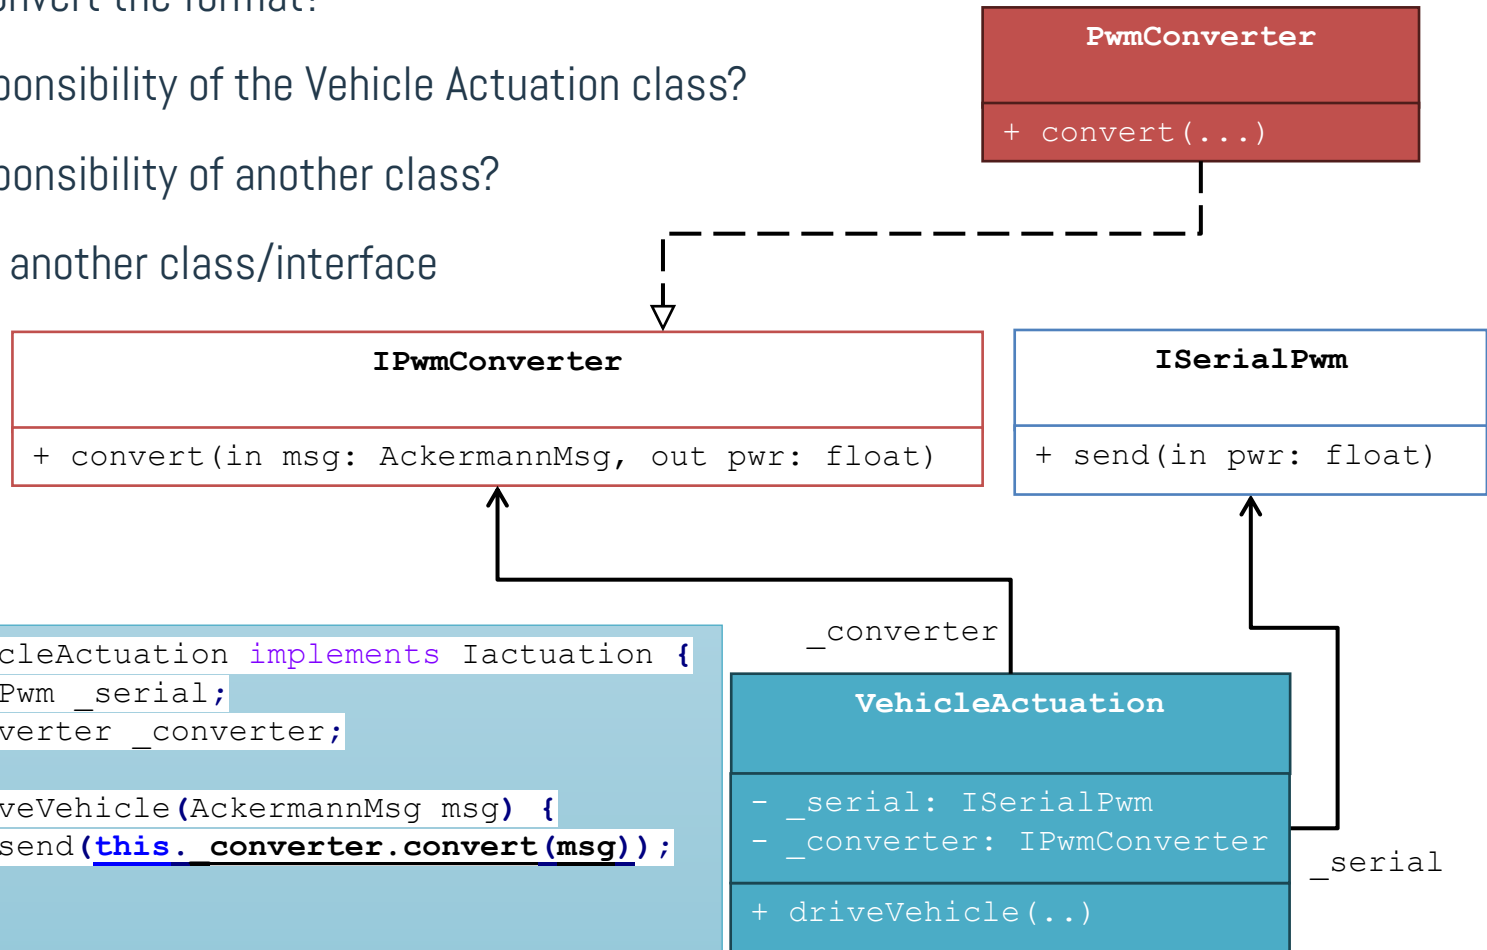 onvert the format?
ponsibility of the Vehicle Actuation class?
ponsibility of another class?
another class/interface
PwmConverter
+ convert(...)
IPwmConverter
+ convert(in msg: AckermannMsg, out pwr: float)
ISerialPwm
+ send(in pwr: float)
_converter
cleActuation implements Iactuation {
Pwm _serial;
verter _converter;
veVehicle(AckermannMsg msg) {
send(this._converter.convert(msg));
VehicleActuation
- _serial: ISerialPwm
- _converter: IPwmConverter
+ driveVehicle(..)
_serial